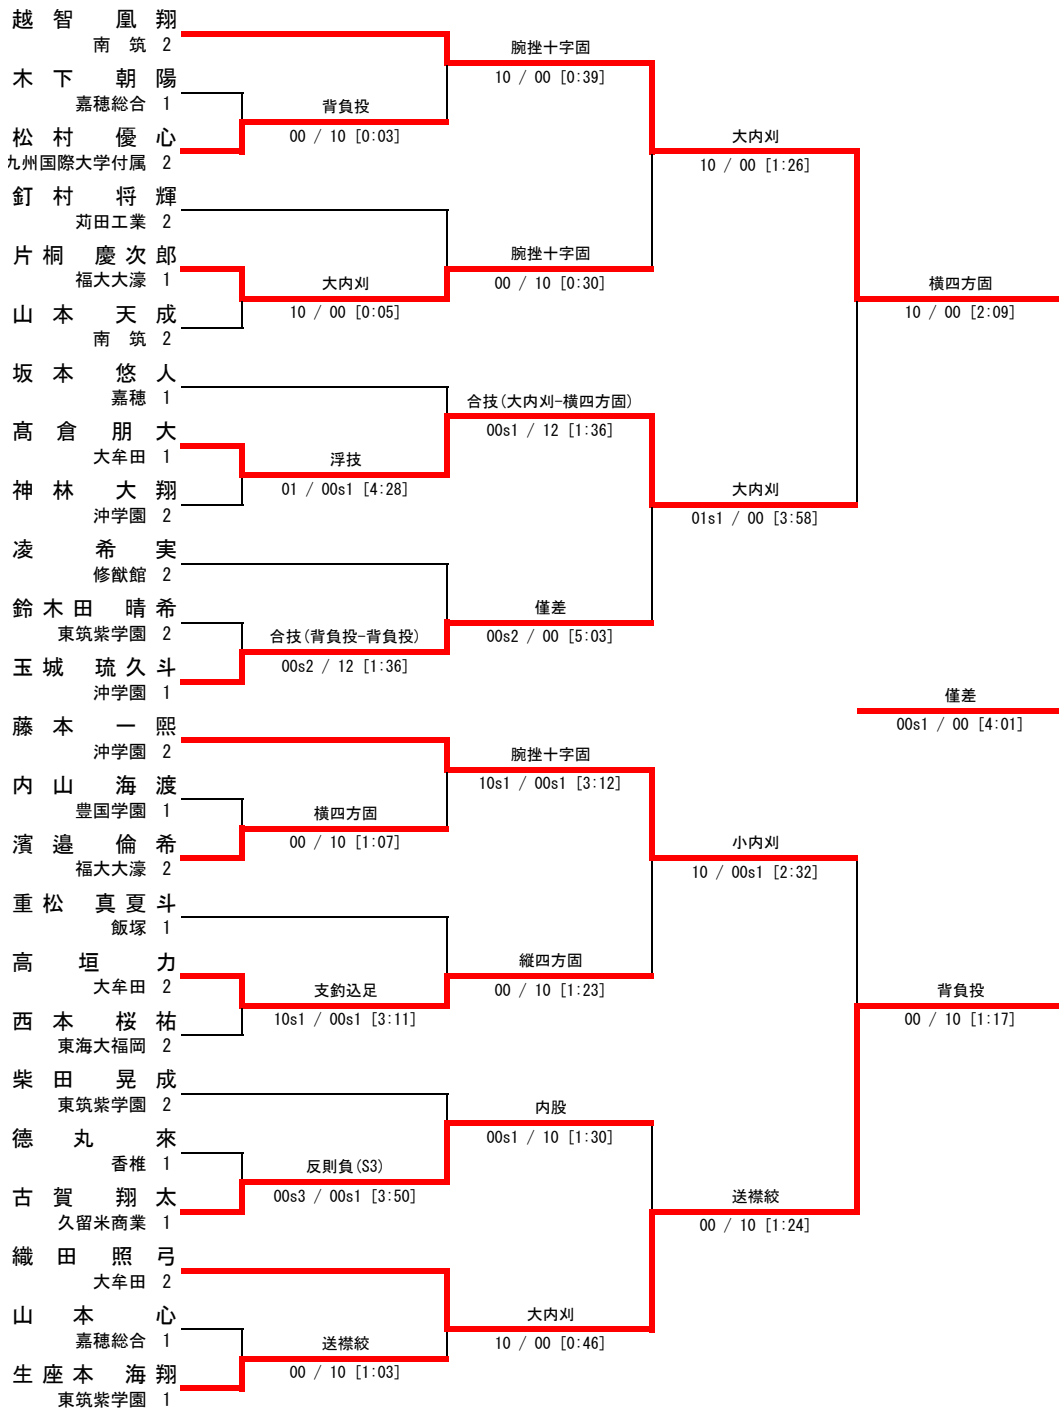 越智 凰翔
南 筑 2
木下 朝陽
嘉穂総合 1
松村 優心
九州国際大学付属 2
釘村 将輝
苅田工業 2
片桐 慶次郎
福大大濠 1
山本 天成
南 筑 2
坂本 悠人
嘉穂 1
髙倉 朋大
大牟田 1
神林 大翔
沖学園 2
凌 希実
修猷館 2
鈴木田 晴希
東筑紫学園 2
玉城 琉久斗
沖学園 1
藤本 一熙
沖学園 2
内山 海渡
豊国学園 1
濱邉 倫希
福大大濠 2
重松 真夏斗
飯塚 1
高垣 力
大牟田 2
西本 桜祐
東海大福岡 2
柴田 晃成
東筑紫学園 2
德丸 來
香椎 1
古賀 翔太
久留米商業 1
織田 照弓
大牟田 2
山本 心
嘉穂総合 1
生座本 海翔
東筑紫学園 1
背負投
00 / 10 [0:03]
大内刈
10 / 00 [0:05]
浮技
01 / 00s1 [4:28]
合技(背負投-背負投)
00s2 / 12 [1:36]
横四方固
00 / 10 [1:07]
支釣込足
10s1 / 00s1 [3:11]
反則負(S3)
00s3 / 00s1 [3:50]
送襟絞
00 / 10 [1:03]
腕挫十字固
10 / 00 [0:39]
腕挫十字固
00 / 10 [0:30]
合技(大内刈-横四方固)
00s1 / 12 [1:36]
僅差
00s2 / 00 [5:03]
腕挫十字固
10s1 / 00s1 [3:12]
縦四方固
00 / 10 [1:23]
内股
00s1 / 10 [1:30]
大内刈
10 / 00 [0:46]
大内刈
10 / 00 [1:26]
大内刈
01s1 / 00 [3:58]
小内刈
10 / 00s1 [2:32]
送襟絞
00 / 10 [1:24]
横四方固
10 / 00 [2:09]
僅差
00s1 / 00 [4:01]
背負投
00 / 10 [1:17]